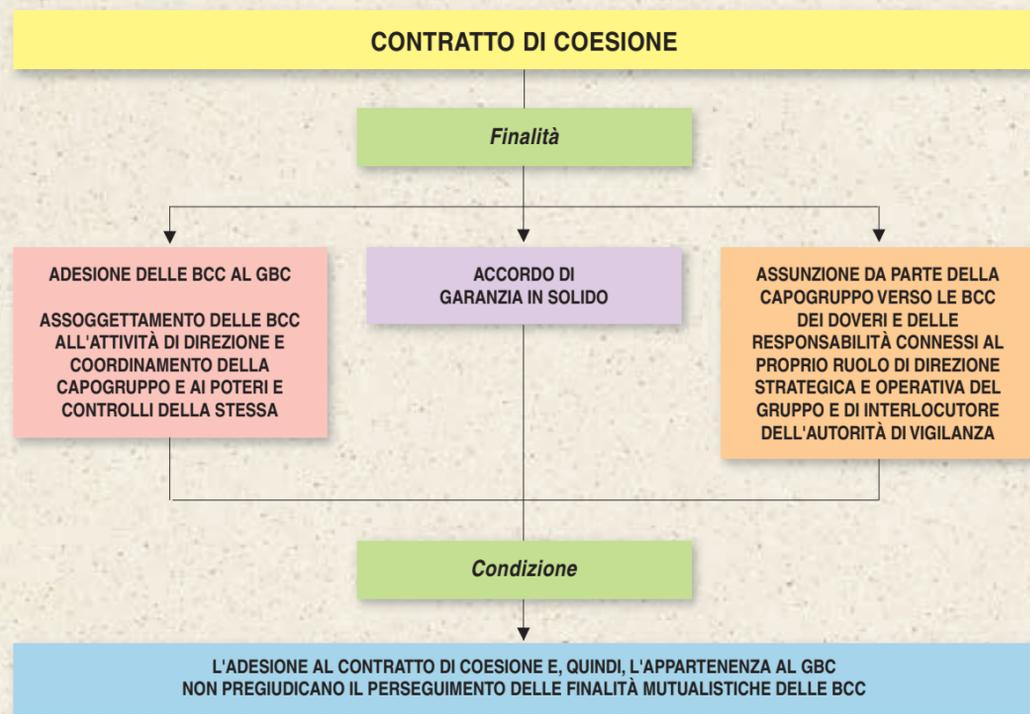 CONTRATTO DI COESIONE
Finalità
ADESIONE DELLE BCC AL GBC
ASSOGGETTAMENTO DELLE BCC
ALL'ATTIVITÀ DI DIREZIONE E
COORDINAMENTO DELLA
CAPOGRUPPO E AI POTERI E
CONTROLLI DELLA STESSA
ACCORDO DI
GARANZIA IN SOLIDO
ASSUNZIONE DA PARTE DELLA
CAPOGRUPPO VERSO LE BCC
DEI DOVERI E DELLE
RESPONSABILITÀ CONNESSI AL
PROPRIO RUOLO DI DIREZIONE
STRATEGICA E OPERATIVA DEL
GRUPPO E DI INTERLOCUTORE
DELL'AUTORITÀ DI VIGILANZA
Condizione
L'ADESIONE AL CONTRATTO DI COESIONE E, QUINDI, L'APPARTENENZA AL GBC
NON PREGIUDICANO IL PERSEGUIMENTO DELLE FINALITÀ MUTUALISTICHE DELLE BCC